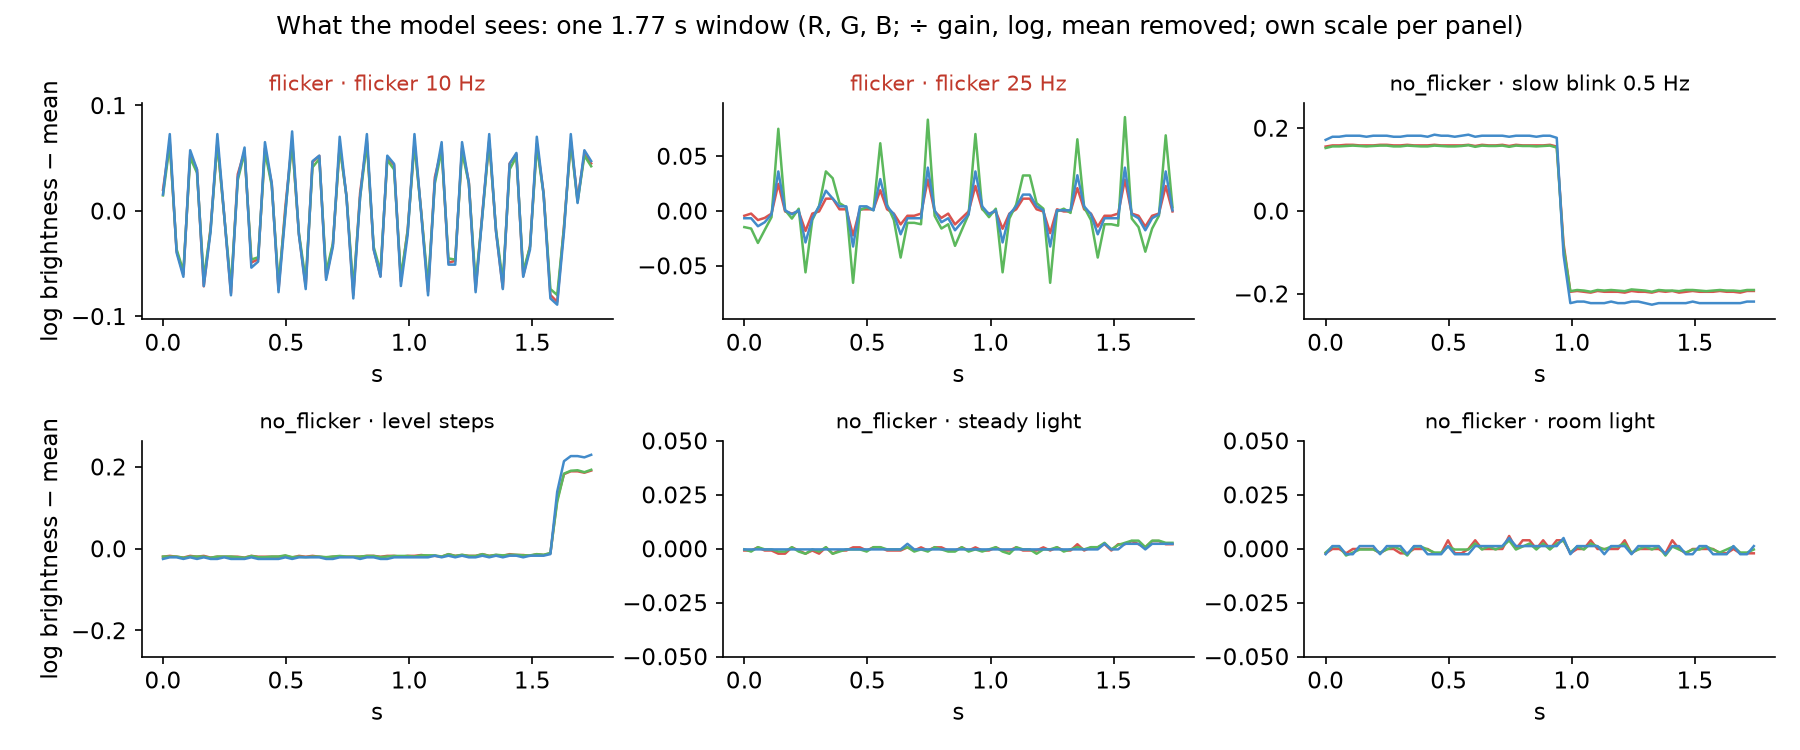 What the model sees: one 1.77 s window (R, G, B; ÷ gain, log, mean removed; own scale per panel)
flicker · flicker 10 Hz
log brightness − mean
0.1
0.0
−0.1
0.0 0.5 1.0 1.5
s
flicker · flicker 25 Hz
0.05
0.00
−0.05
0.0 0.5 1.0 1.5
s
no_flicker · slow blink 0.5 Hz
0.2
0.0
−0.2
0.0 0.5 1.0 1.5
s
no_flicker · level steps
log brightness − mean
0.2
0.0
−0.2
0.0 0.5 1.0 1.5
s
no_flicker · steady light
0.050
0.025
0.000
−0.025
−0.050
0.0 0.5 1.0 1.5
s
no_flicker · room light
0.050
0.025
0.000
−0.025
−0.050
0.0 0.5 1.0 1.5
s